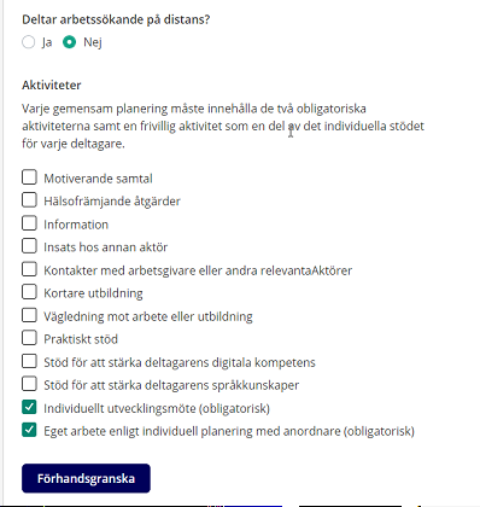 Deltar arbetssökande på distans?
Ja Nej
Aktiviteter
Varje gemensam planering måste innehålla de två obligatoriska
aktiviteterna samt en frivillig aktivitet som en del av det individuella stödet
för varje deltagare.
Motiverande samtal
Hälsofrämjande åtgärder
Information
Insats hos annan aktör
Kontakter med arbetsgivare eller andra relevantaAktörer
Kortare utbildning
Vägledning mot arbete eller utbildning
Praktiskt stöd
Stöd för att stärka deltagarens digitala kompetens
Stöd för att stärka deltagarens språkkunskaper
Individuellt utvecklingsmöte (obligatorisk)
Eget arbete enligt individuell planering med anordnare (obligatorisk)
Förhandsgranska